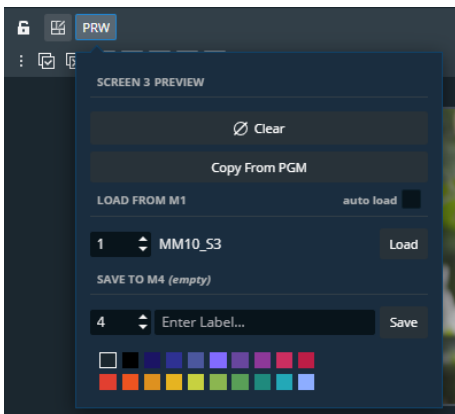 PRW
SCREEN 3 PREVIEW
Clear
Copy From PGM
LOAD FROM M1 auto load
1 MM10_S3 Load
SAVE TO M4 (empty)
4 Enter Label... Save